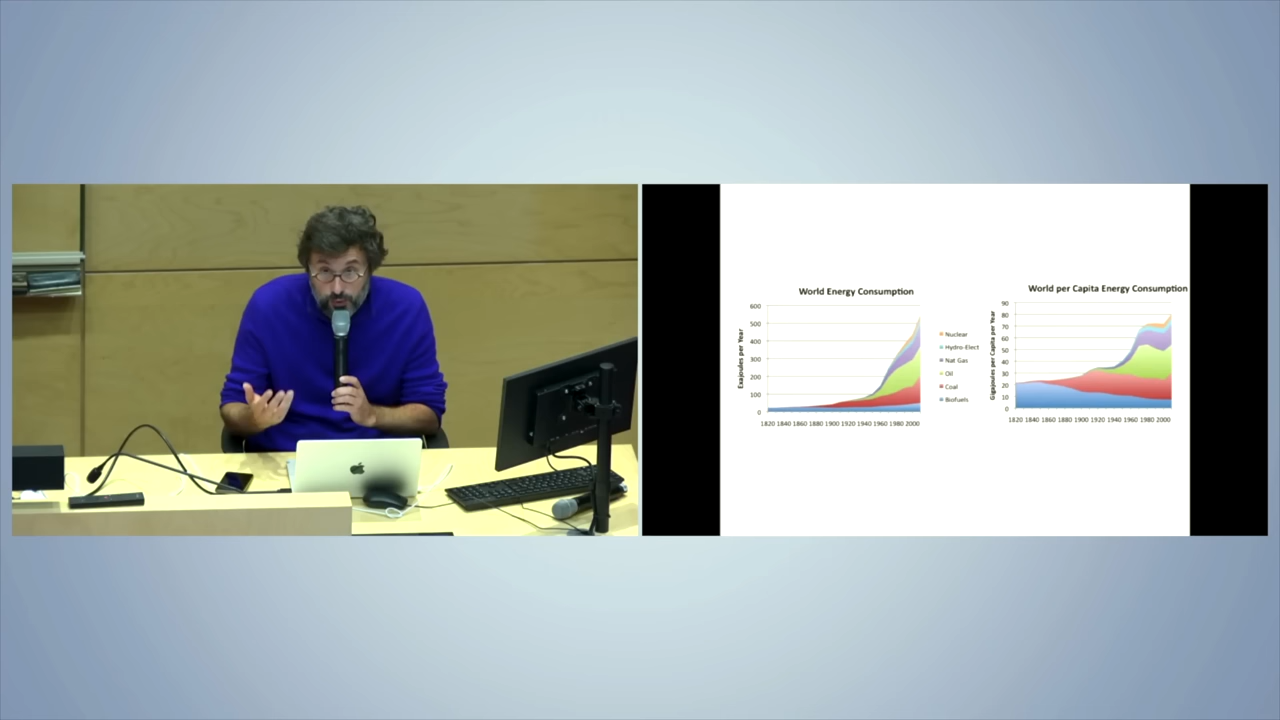 World Energy Consumption
Exajoules per Year
600
500
400
300
200
100
0
1820 1840 1860 1880 1900 1920 1940 1960 1980 2000
Nuclear
Hydro-Elect
Nat Gas
Oil
Coal
Biofuels
World per Capita Energy Consumption
Gigajoules per Capita per Year
90
80
70
60
50
40
30
20
10
0
1820 1840 1860 1880 1900 1920 1940 1960 1980 2000